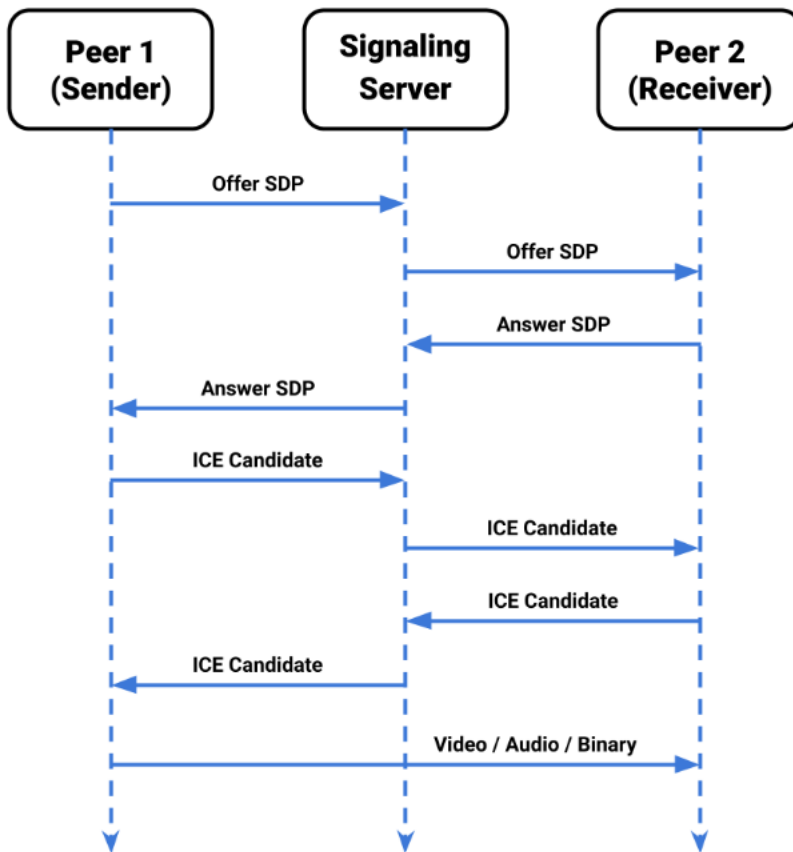 Peer 1
(Sender)
Signaling
Server
Peer 2
(Receiver)
Offer SDP
Offer SDP
Answer SDP
Answer SDP
ICE Candidate
ICE Candidate
ICE Candidate
ICE Candidate
Video / Audio / Binary